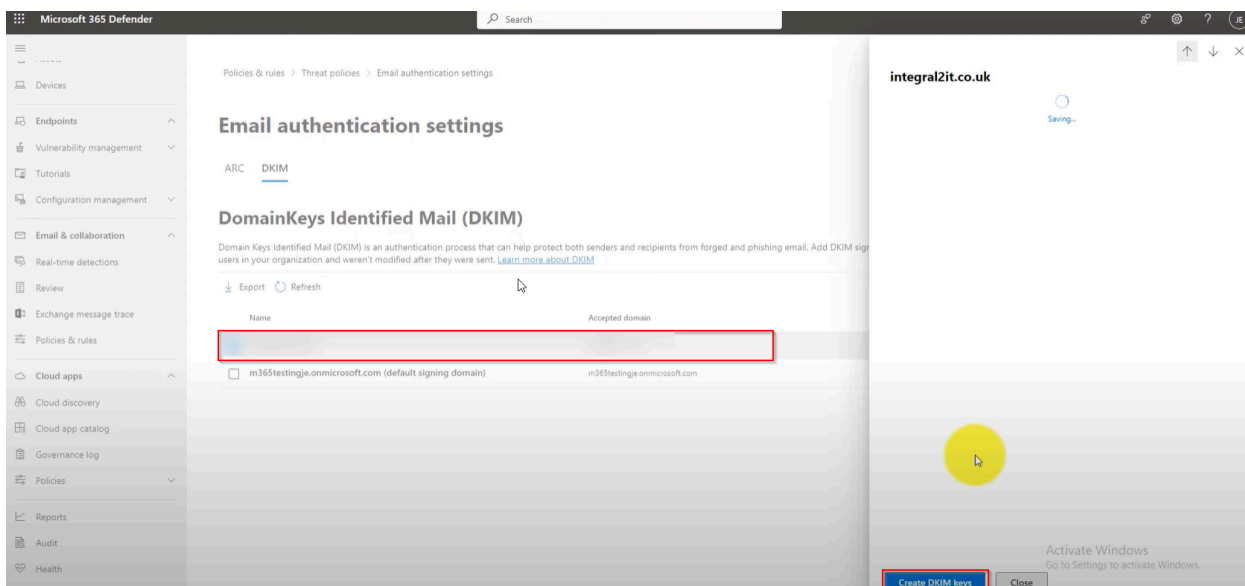 Microsoft 365 Defender
Search
JE
Devices
Endpoints
Vulnerability management
Tutorials
Configuration management
Email & collaboration
Real-time detections
Review
Exchange message trace
Policies & rules
Cloud apps
Cloud discovery
Cloud app catalog
Governance log
Policies
Reports
Audit
Health
Policies & rules > Threat policies > Email authentication settings
Email authentication settings
ARC DKIM
DomainKeys Identified Mail (DKIM)
Domain Keys Identified Mail (DKIM) is an authentication process that can help protect both senders and recipients from forged and phishing email. Add DKIM sig
users in your organization and weren't modified after they were sent. Learn more about DKIM
Export Refresh
Name Accepted domain
m365testingje.onmicrosoft.com (default signing domain) m365testingje.onmicrosoft.com
integral2it.co.uk
Saving...
Activate Windows
Go to Settings to activate Windows.
Create DKIM keys Close